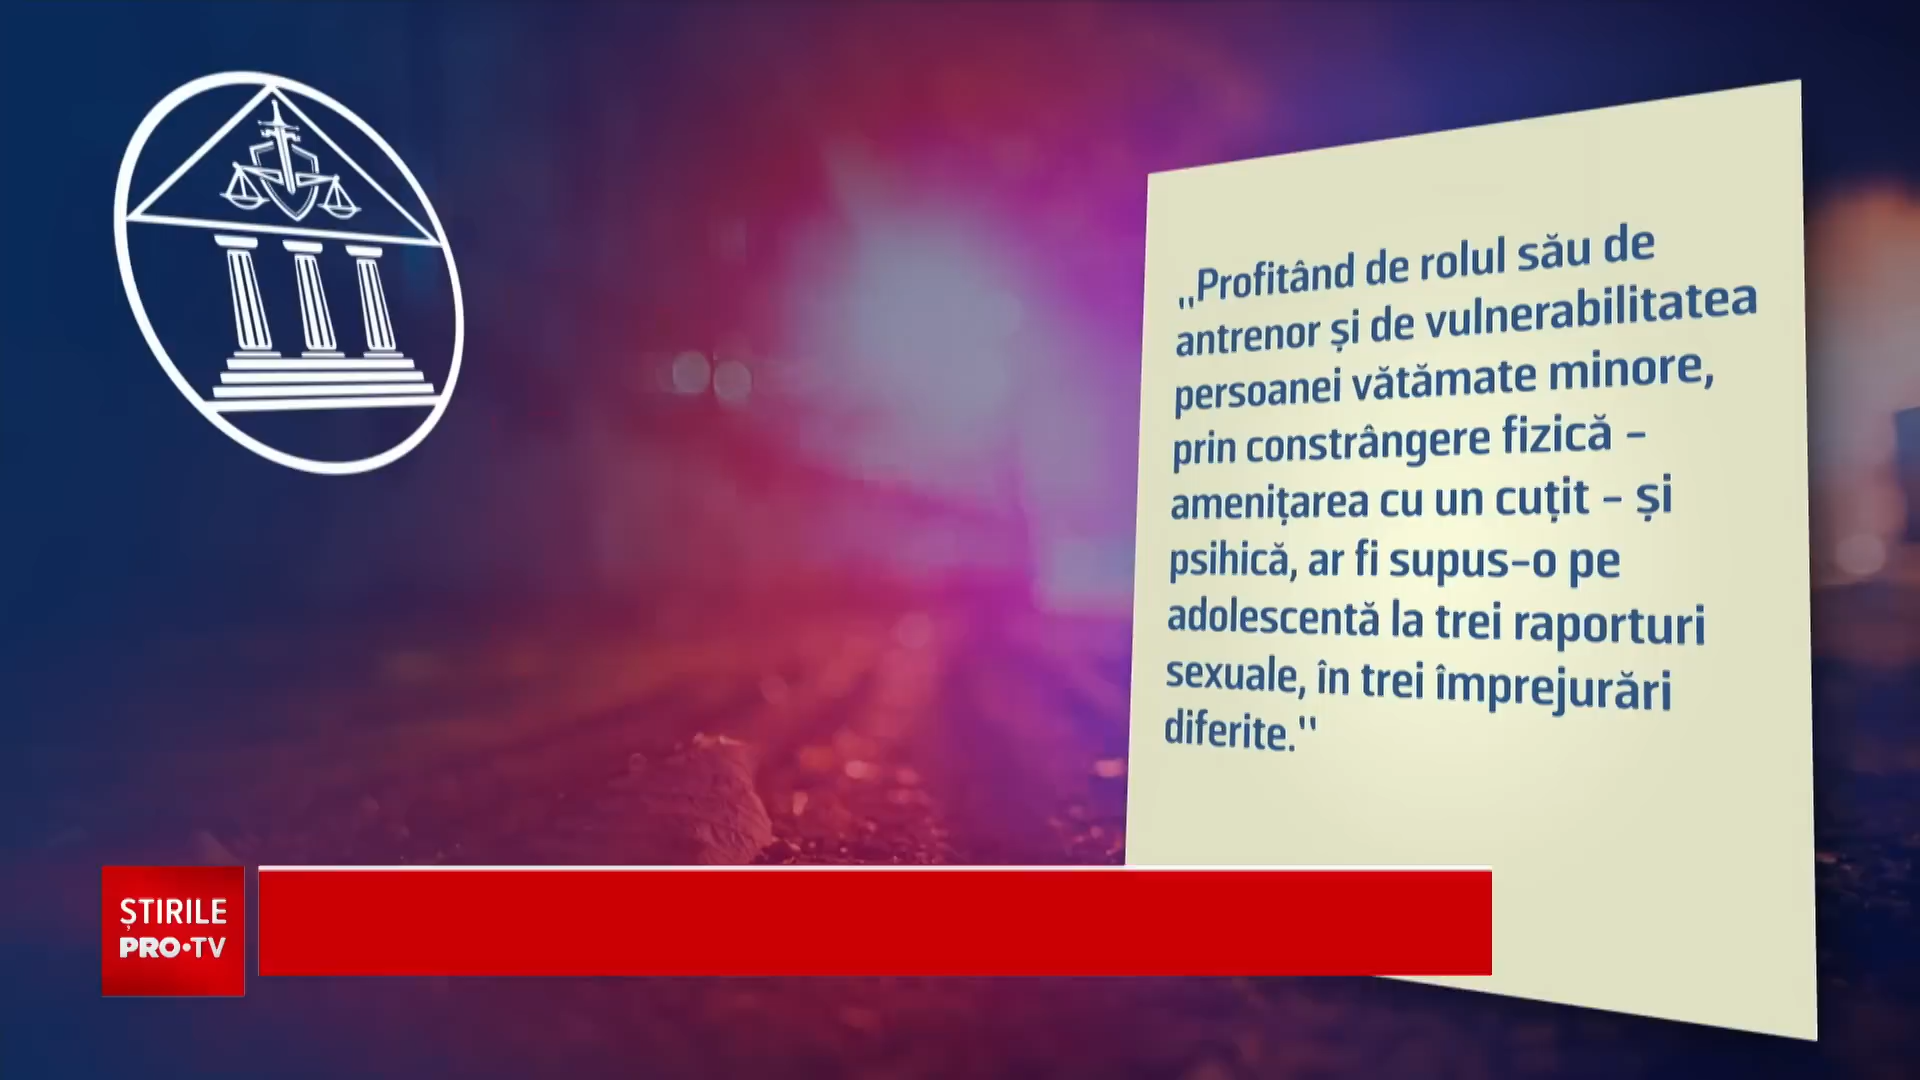 ,,Profitând de rolul său de
antrenor și de vulnerabilitatea
persoanei vătămate minore,
prin constrângere fizică –
amenițarea cu un cuțit – și
psihică, ar fi supus-o pe
adolescentă la trei raporturi
sexuale, în trei împrejurări
diferite."
ȘTIRILE
PRO•TV